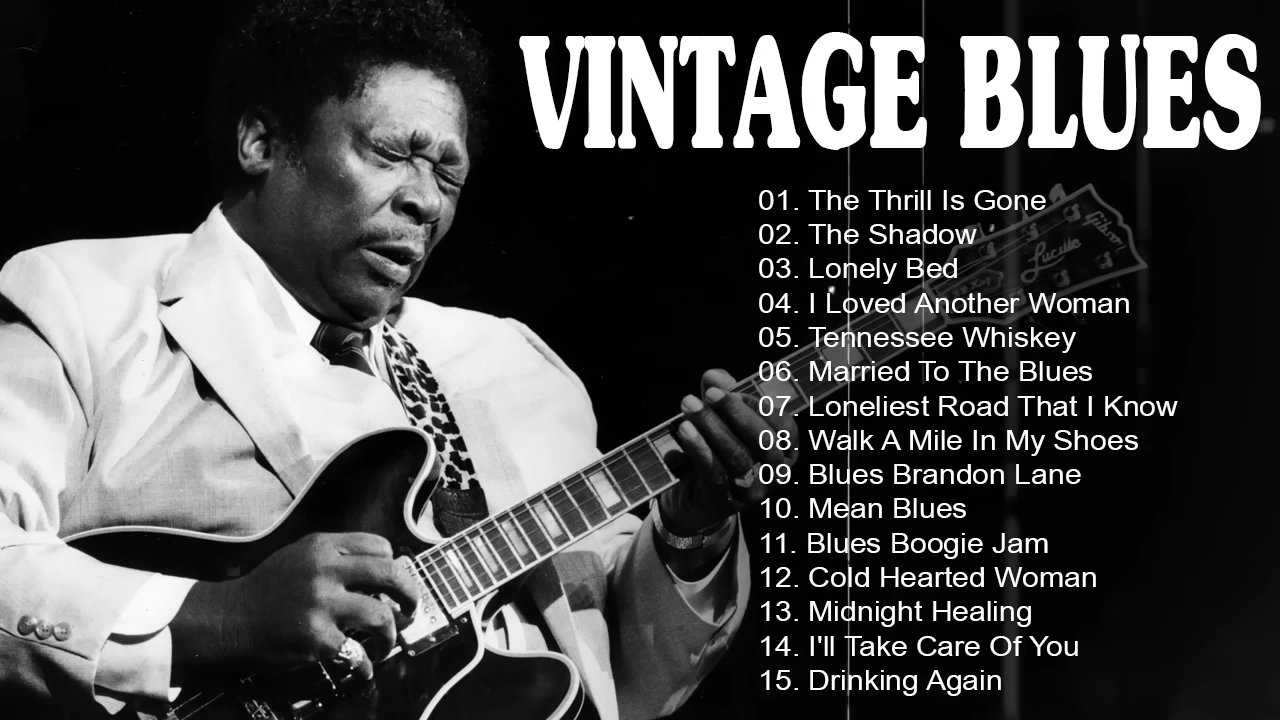 VINTAGE BLUES
01. The Thrill Is Gone
02. The Shadow
03. Lonely Bed
04. I Loved Another Woman
05. Tennessee Whiskey
06. Married To The Blues
07. Loneliest Road That I Know
08. Walk A Mile In My Shoes
09. Blues Brandon Lane
10. Mean Blues
11. Blues Boogie Jam
12. Cold Hearted Woman
13. Midnight Healing
14. I'll Take Care Of You
15. Drinking Again
Gibson
Lucille